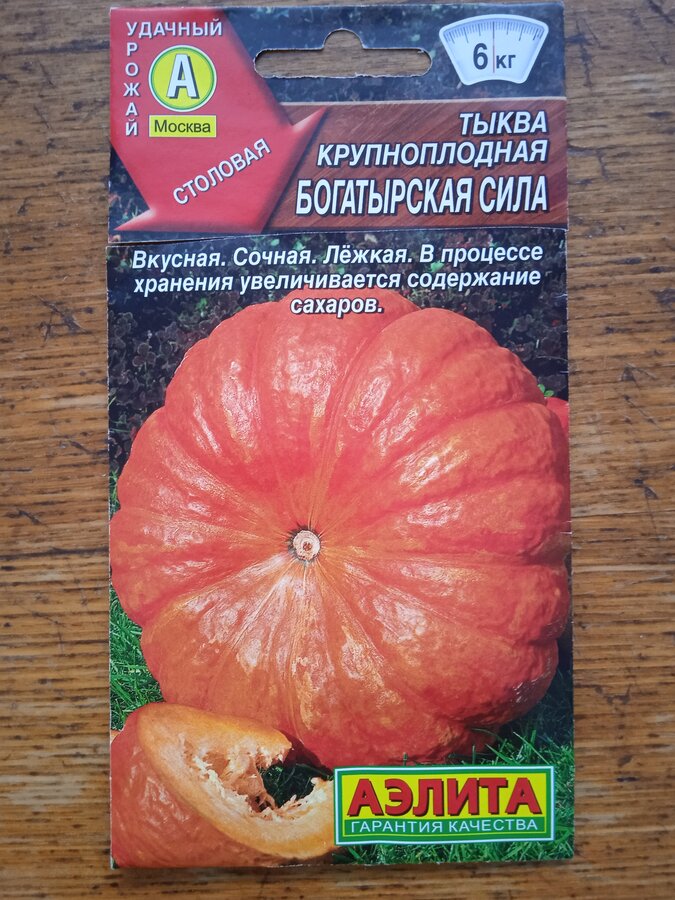 УДАЧНЫЙ
УРОЖАЙ
А
Москва
СТОЛОВАЯ
6 кг
ТЫКВА
КРУПНОПЛОДНАЯ
БОГАТЫРСКАЯ СИЛА
Вкусная. Сочная. Лёжкая. В процессе
хранения увеличивается содержание
сахаров.
АЭЛИТА
ГАРАНТИЯ КАЧЕСТВА